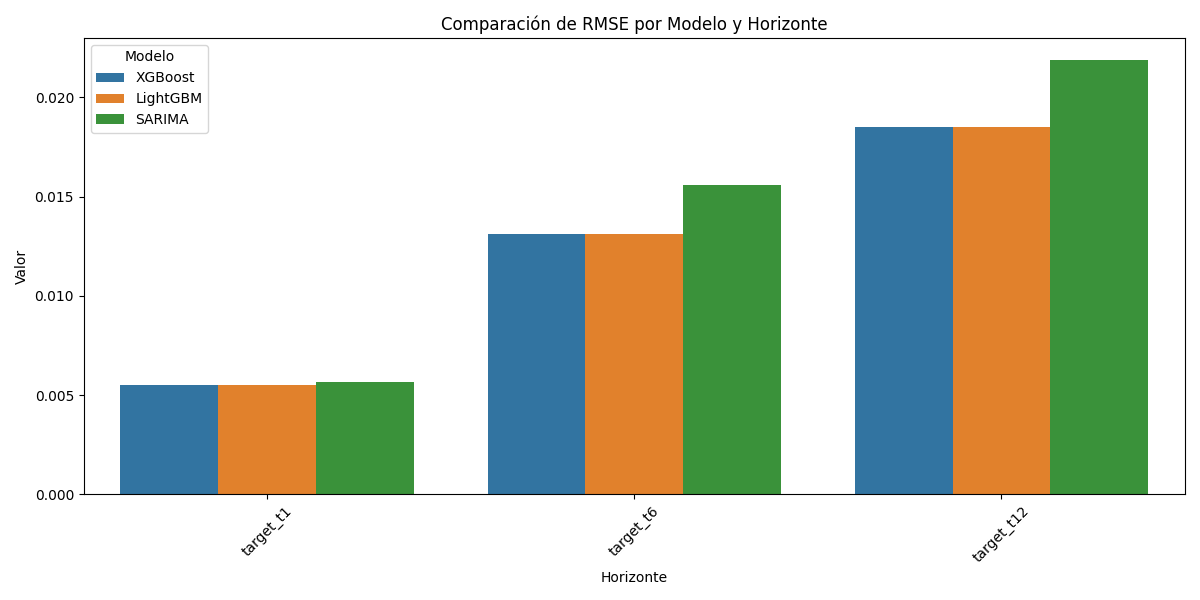 Comparación de RMSE por Modelo y Horizonte
Modelo
XGBoost
LightGBM
SARIMA
Valor
0.020
0.015
0.010
0.005
0.000
target_t1
target_t6
target_t12
Horizonte